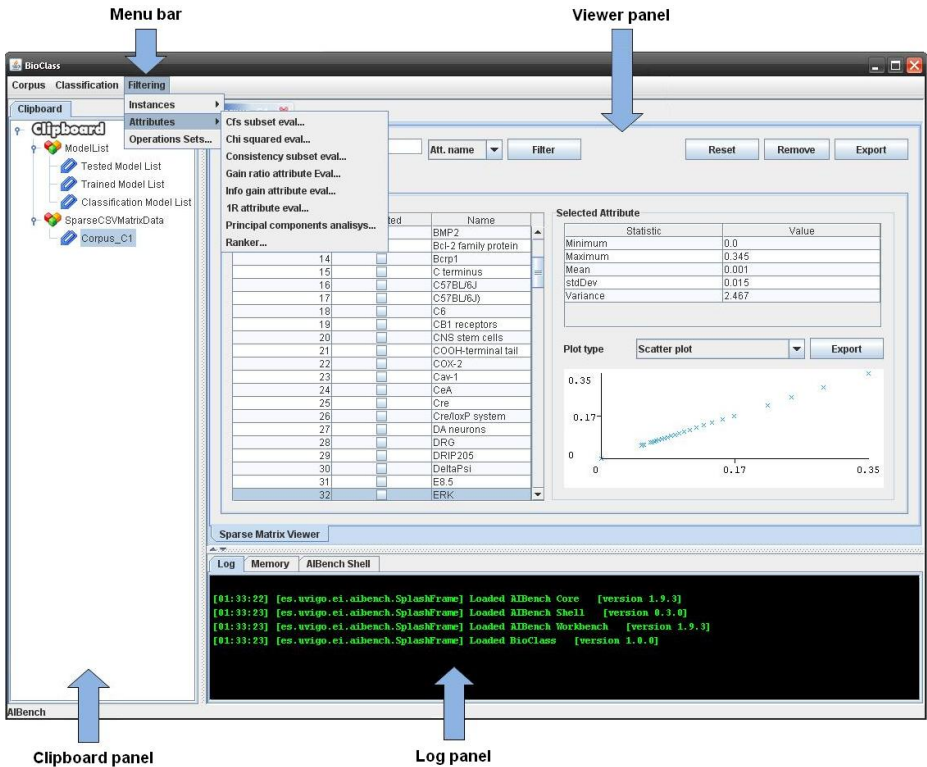 Menu bar
Viewer panel
BioClass
Corpus Classification Filtering
Clipboard
Instances
Attributes
Operations Sets...
Cfs subset eval...
Chi squared eval...
Consistency subset eval...
Gain ratio attribute Eval...
Info gain attribute eval...
1R attribute eval...
Principal components analisys...
Ranker...
Clipboard
ModelList
Tested Model List
Trained Model List
Classification Model List
SparseCSVMatrixData
Corpus_C1
Att. name Filter Reset Remove Export
ted Name
BMP2
Bcl-2 family protein
14 Bcrp1
15 C terminus
16 C57BL/6J
17 C57BL/6J)
18 C6
19 CB1 receptors
20 CNS stem cells
21 COOH-terminal tail
22 COX-2
23 Cav-1
24 CeA
25 Cre
26 Cre/loxP system
27 DA neurons
28 DRG
29 DRIP205
30 DeltaPsi
31 E8.5
32 ERK
Selected Attribute
Statistic Value
Minimum 0.0
Maximum 0.345
Mean 0.001
stdDev 0.015
Variance 2.467
Plot type Scatter plot Export
0.35
0.17
0
0 0.17 0.35
Sparse Matrix Viewer
Log Memory AIBench Shell
[01:33:22] [es.uvigo.ei.aibench.SplashFrame] Loaded AIBench Core [version 1.9.3]
[01:33:23] [es.uvigo.ei.aibench.SplashFrame] Loaded AIBench Shell [version 0.3.0]
[01:33:23] [es.uvigo.ei.aibench.SplashFrame] Loaded AIBench Workbench [version 1.9.3]
[01:33:23] [es.uvigo.ei.aibench.SplashFrame] Loaded BioClass [version 1.0.0]
AIBench
Clipboard panel
Log panel